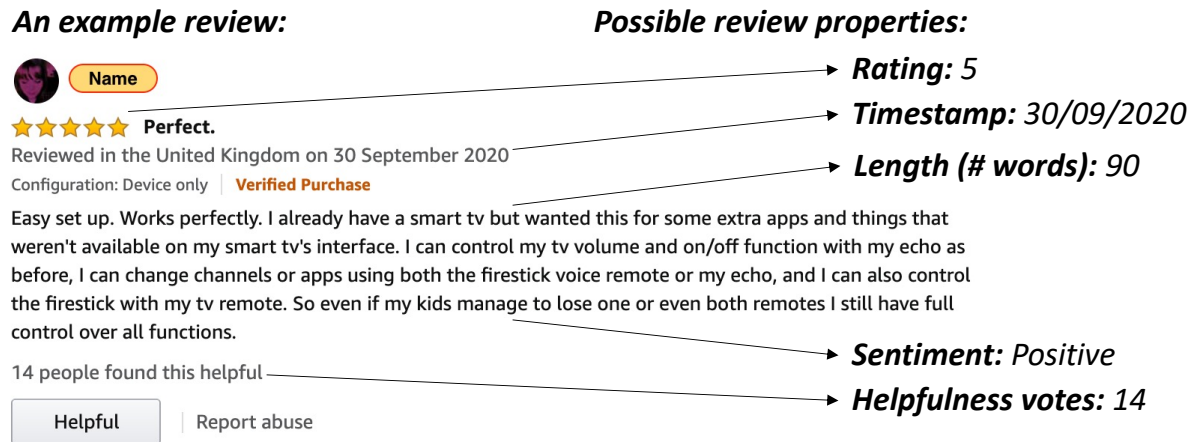 An example review:
Possible review properties:
Name
Rating: 5
Perfect.
Timestamp: 30/09/2020
Reviewed in the United Kingdom on 30 September 2020
Length (# words): 90
Configuration: Device only | Verified Purchase
Easy set up. Works perfectly. I already have a smart tv but wanted this for some extra apps and things that
weren't available on my smart tv's interface. I can control my tv volume and on/off function with my echo as
before, I can change channels or apps using both the firestick voice remote or my echo, and I can also control
the firestick with my tv remote. So even if my kids manage to lose one or even both remotes I still have full
control over all functions.
Sentiment: Positive
14 people found this helpful
Helpfulness votes: 14
Helpful | Report abuse